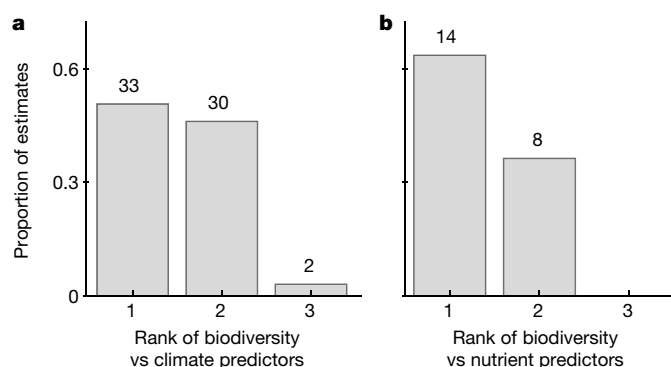 a
b
Proportion of estimates
0.6
0.3
0
33
30
2
14
8
1 2 3
1 2 3
Rank of biodiversity
vs climate predictors
Rank of biodiversity
vs nutrient predictors